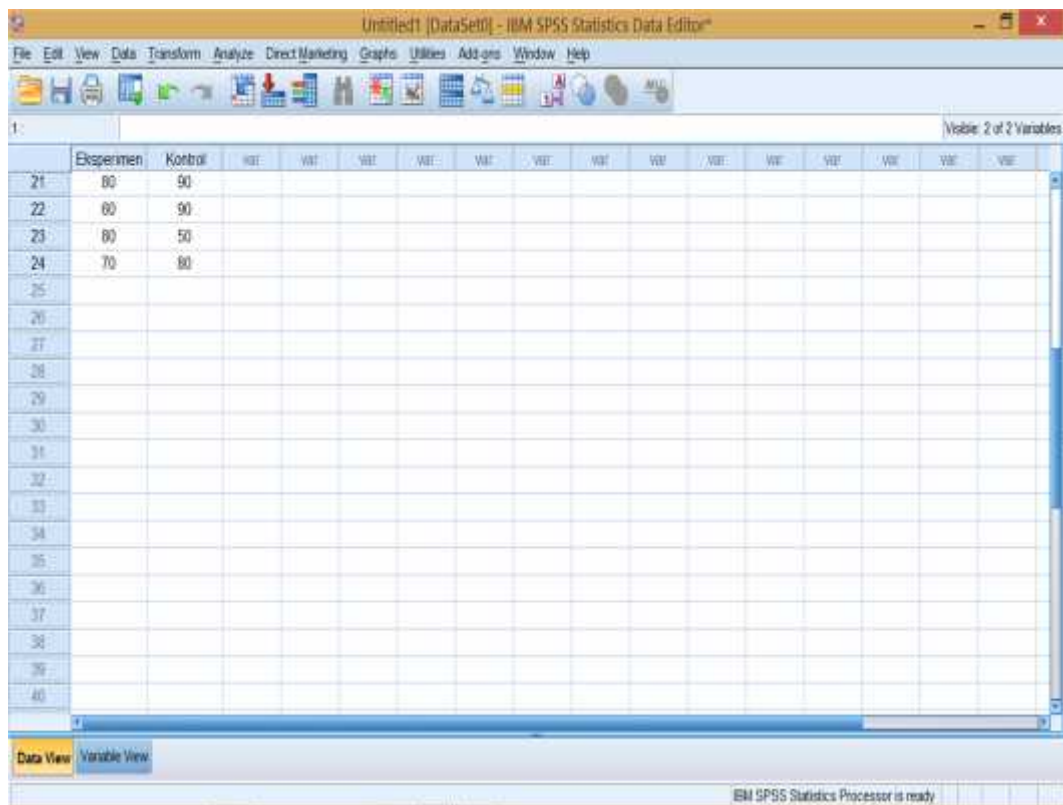 Untitled1 [DataSet0] - IBM SPSS Statistics Data Editor*
File Edit View Data Transform Analyze Direct Marketing Graphs Utilities Add-ons Window Help
1 : Visible: 2 of 2 Variables
Eksperimen Kontrol var var var var var var var var var var var var var var
21 80 90
22 60 90
23 80 50
24 70 80
25
26
27
28
29
30
31
32
33
34
35
36
37
38
39
40
Data View Variable View
IBM SPSS Statistics Processor is ready